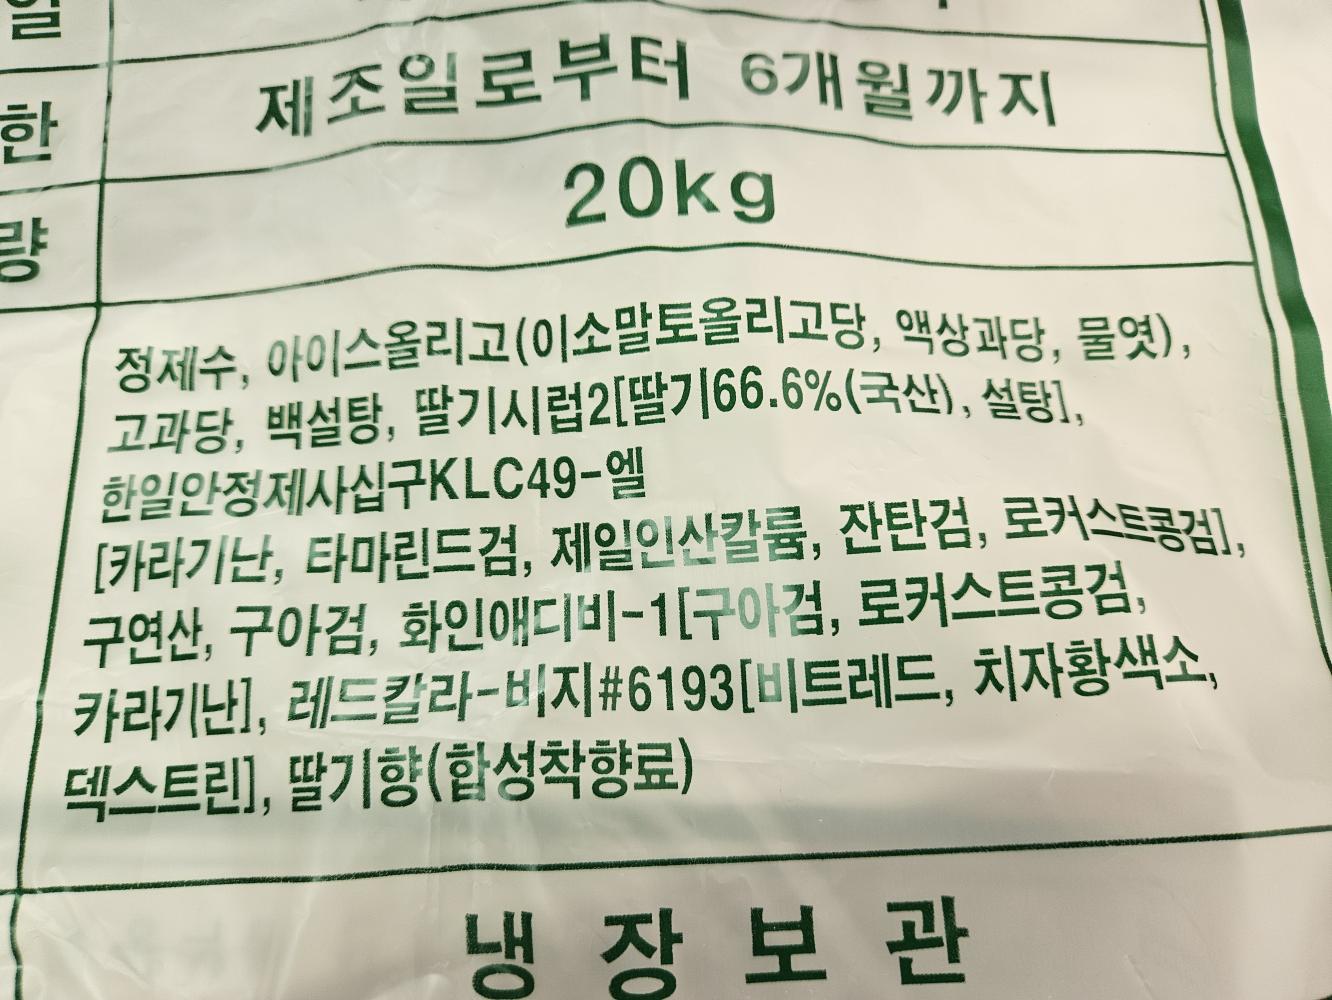 일
제조일로부터 6개월까지
한
20kg
량
정제수, 아이스올리고(이소말토올리고당, 액상과당, 물엿),
고과당, 백설탕, 딸기시럽2[딸기66.6%(국산), 설탕],
한일안정제사십구KLC49-엘
[카라기난, 타마린드검, 제일인산칼륨, 잔탄검, 로커스트콩검],
구연산, 구아검, 화인애디비-1[구아검, 로커스트콩검,
카라기난], 레드칼라-비지#6193[비트레드, 치자황색소,
덱스트린], 딸기향(합성착향료)
냉장보관